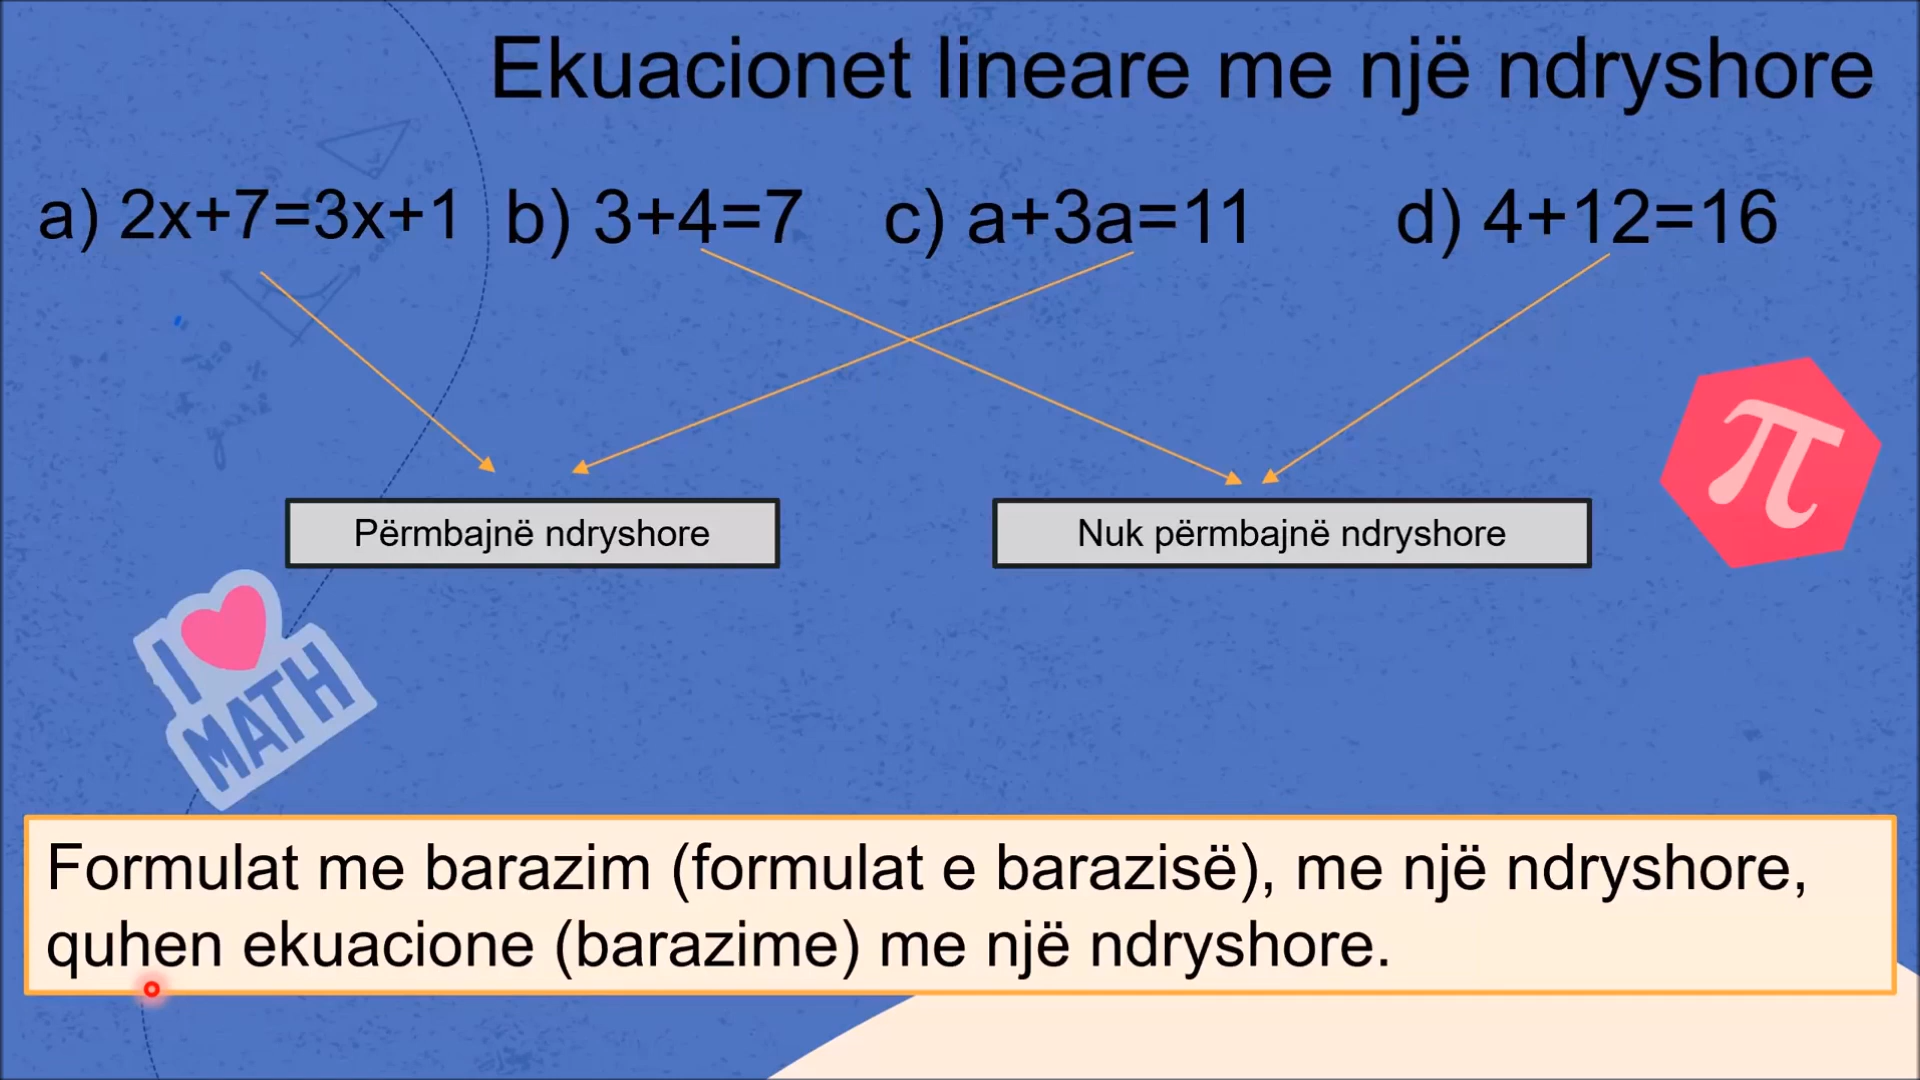 Ekuacionet lineare me një ndryshore
a) 2x+7=3x+1 b) 3+4=7 c) a+3a=11 d) 4+12=16
Përmbajnë ndryshore
Nuk përmbajnë ndryshore
π
I
MATH
Formulat me barazim (formulat e barazisë), me një ndryshore,
quhen ekuacione (barazime) me një ndryshore.